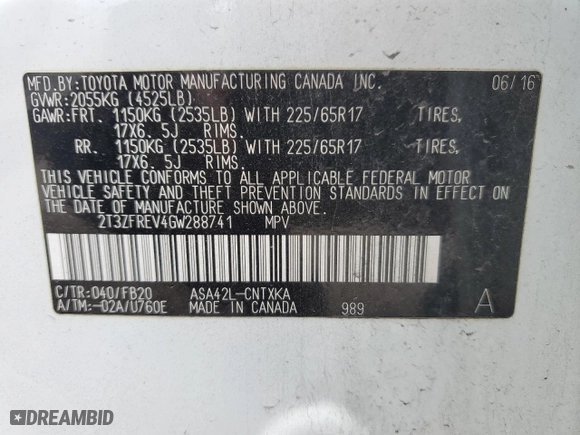 MFD.BY:TOYOTA MOTOR MANUFACTURING CANADA INC. 06/16
GVWR:2055KG (4525LB)
GAWR:FRT. 1150KG (2535LB) WITH 225/65R17 TIRES,
17X6. 5J RIMS.
RR. 1150KG (2535LB) WITH 225/65R17 TIRES,
17X6. 5J RIMS.
THIS VEHICLE CONFORMS TO ALL APPLICABLE FEDERAL MOTOR
VEHICLE SAFETY AND THEFT PREVENTION STANDARDS IN EFFECT ON
THE DATE OF MANUFACTURE SHOWN ABOVE.
2T3ZFREV4GW288741 MPV
C/TR:040/FB20 ASA42L-CNTXKA
A/TM:-02A/U760E MADE IN CANADA 989 A
DREAMBID